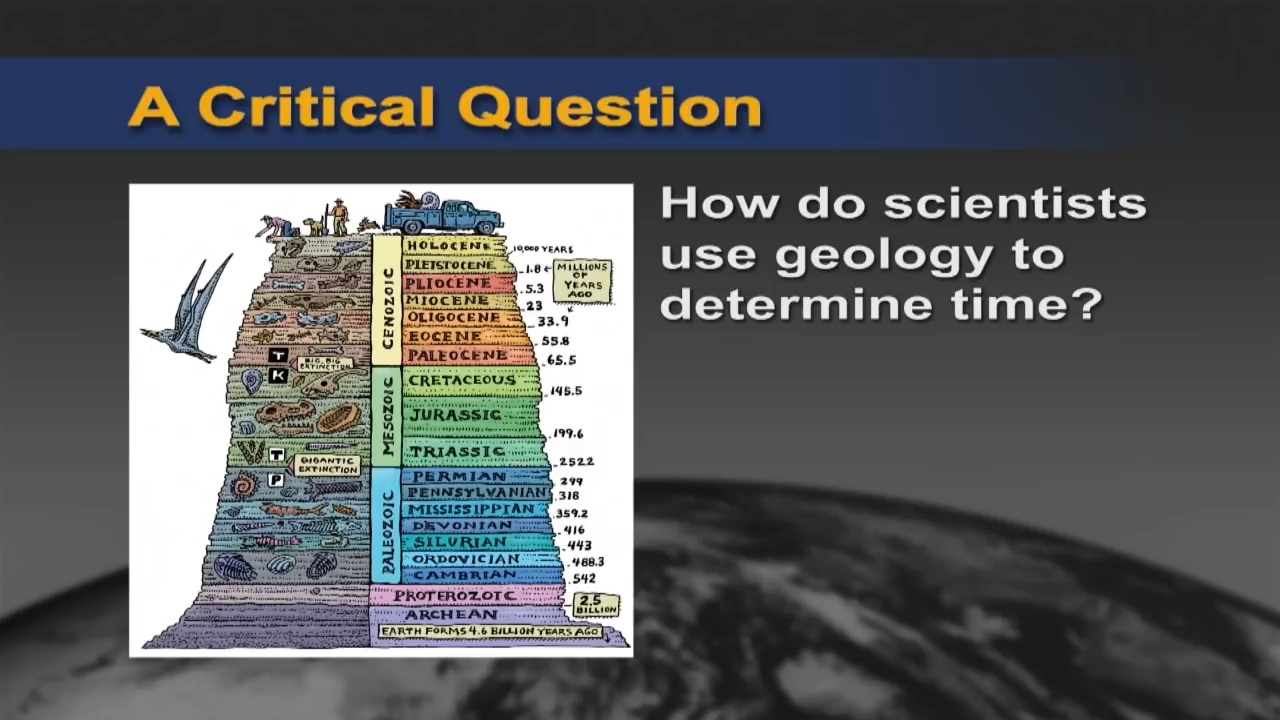 A Critical Question
How do scientists
use geology to
determine time?
HOLOCENE
10,000 YEARS
PLEISTOCENE
1.8
MILLIONS
OF
YEARS
AGO
PLIOCENE
5.3
MIOCENE
23
OLIGOCENE
33.9
EOCENE
55.8
PALEOCENE
65.5
CENOZOIC
T
BIG, BIG
EXTINCTION
K
CRETACEOUS
145.5
JURASSIC
199.6
TRIASSIC
252.2
MESOZOIC
T
GIGANTIC
EXTINCTION
P
PERMIAN
299
PENNSYLVANIAN
318
MISSISSIPPIAN
359.2
DEVONIAN
416
SILURIAN
443
ORDOVICIAN
488.3
CAMBRIAN
542
PALEOZOIC
PROTEROZOIC
2.5
BILLION
ARCHEAN
EARTH FORMS 4.6 BILLION YEARS AGO